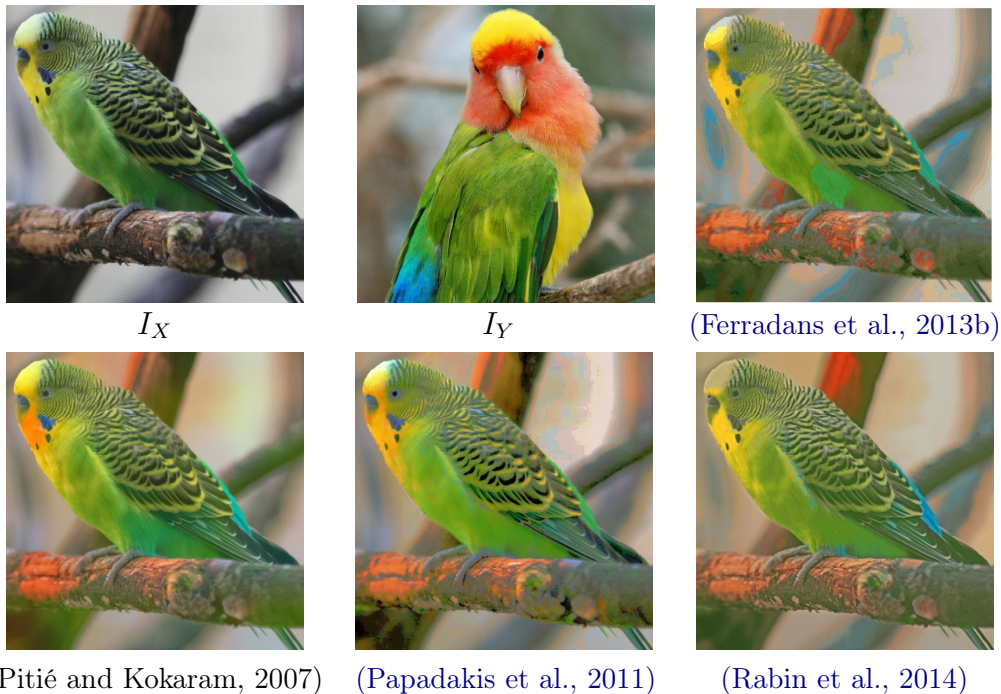 I_X
I_Y
(Ferradans et al., 2013b)
Pitié and Kokaram, 2007)
(Papadakis et al., 2011)
(Rabin et al., 2014)